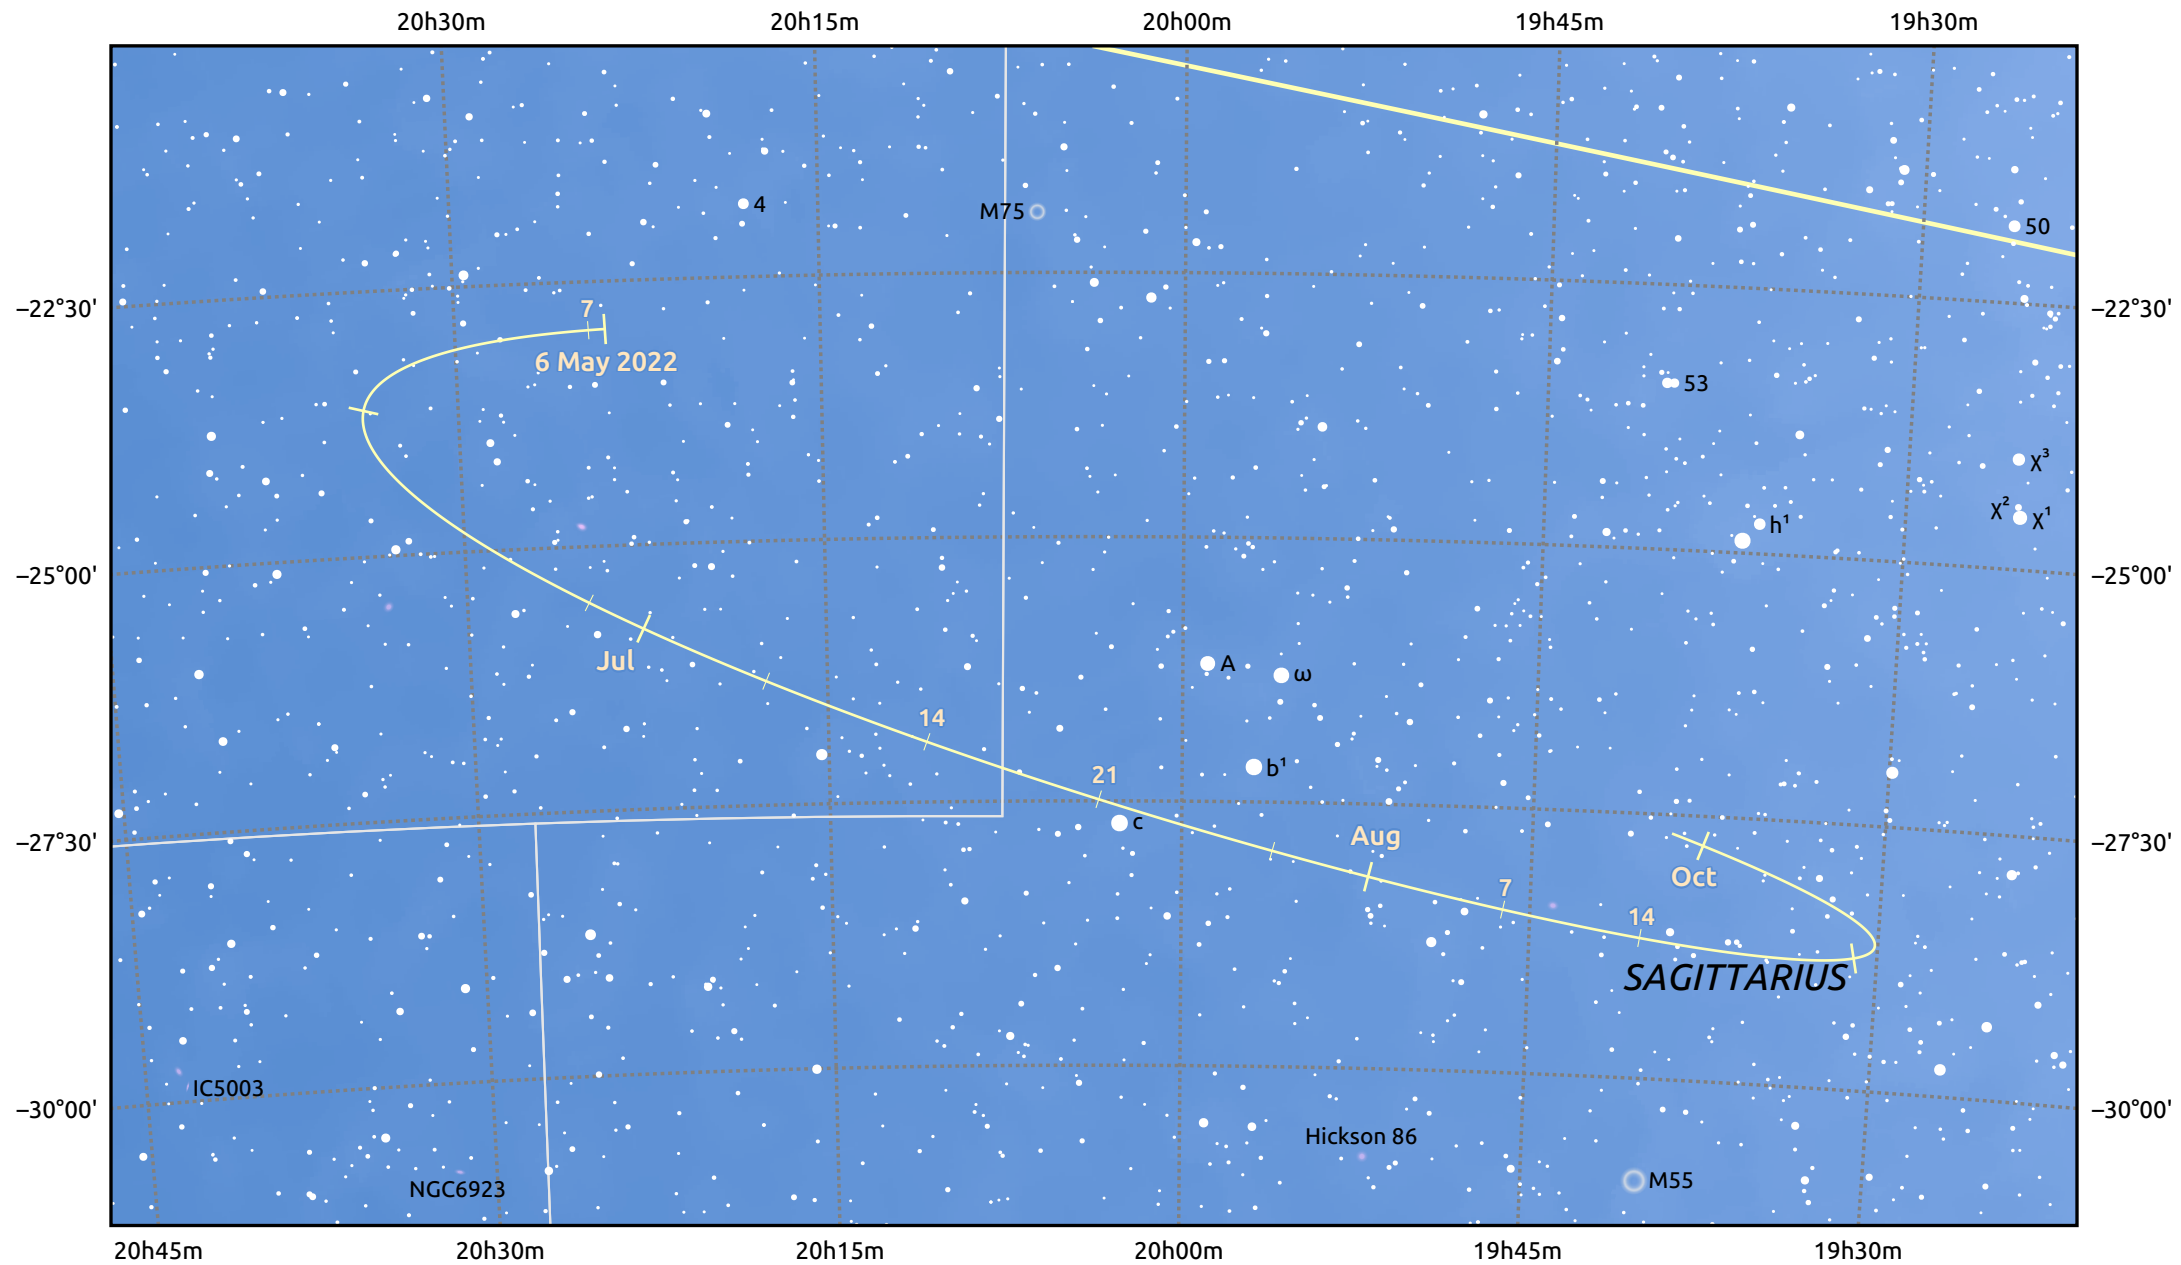 20h30m 20h15m 20h00m 19h45m 19h30m
4
M75
50
−22°30' −22°30'
7
6 May 2022
53
χ³
χ² χ¹
h¹
−25°00' −25°00'
Jul
A ω
14
b¹
21
c
Aug
−27°30' −27°30'
Oct
7
14
SAGITTARIUS
IC5003
−30°00' −30°00'
Hickson 86
NGC6923
M55
20h45m 20h30m 20h15m 20h00m 19h45m 19h30m